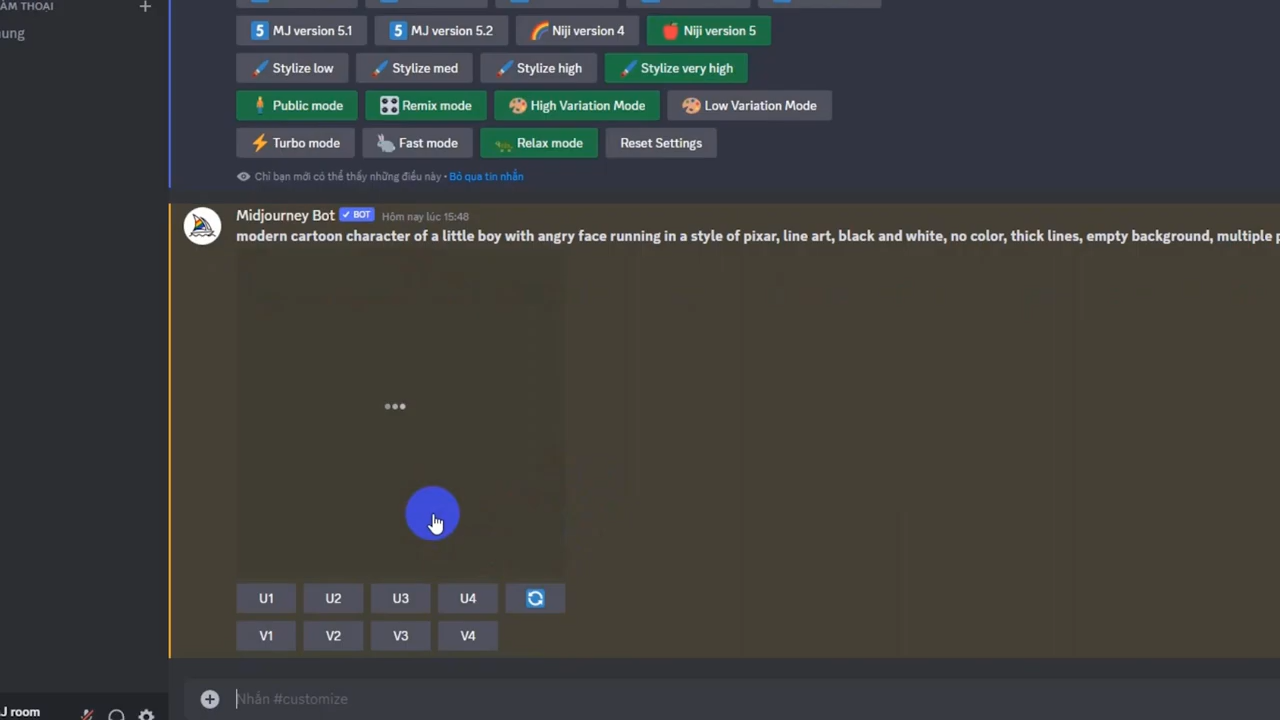 ÂM THOẠI
ung
MJ version 5.1 MJ version 5.2 Niji version 4 Niji version 5
Stylize low Stylize med Stylize high Stylize very high
Public mode Remix mode High Variation Mode Low Variation Mode
Turbo mode Fast mode Relax mode Reset Settings
Chỉ bạn mới có thể thấy những điều này • Bỏ qua tin nhắn
Midjourney Bot BOT Hôm nay lúc 15:48
modern cartoon character of a little boy with angry face running in a style of pixar, line art, black and white, no color, thick lines, empty background, multiple p
U1 U2 U3 U4
V1 V2 V3 V4
Nhắn #customize
J room